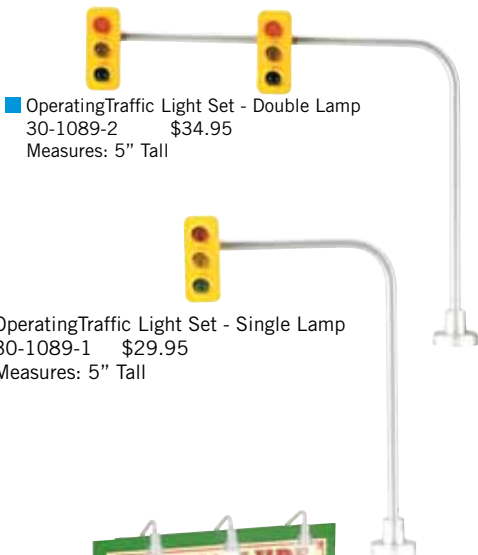 OperatingTraffic Light Set - Double Lamp
30-1089-2 $34.95
Measures: 5” Tall
OperatingTraffic Light Set - Single Lamp
30-1089-1 $29.95
Measures: 5” Tall